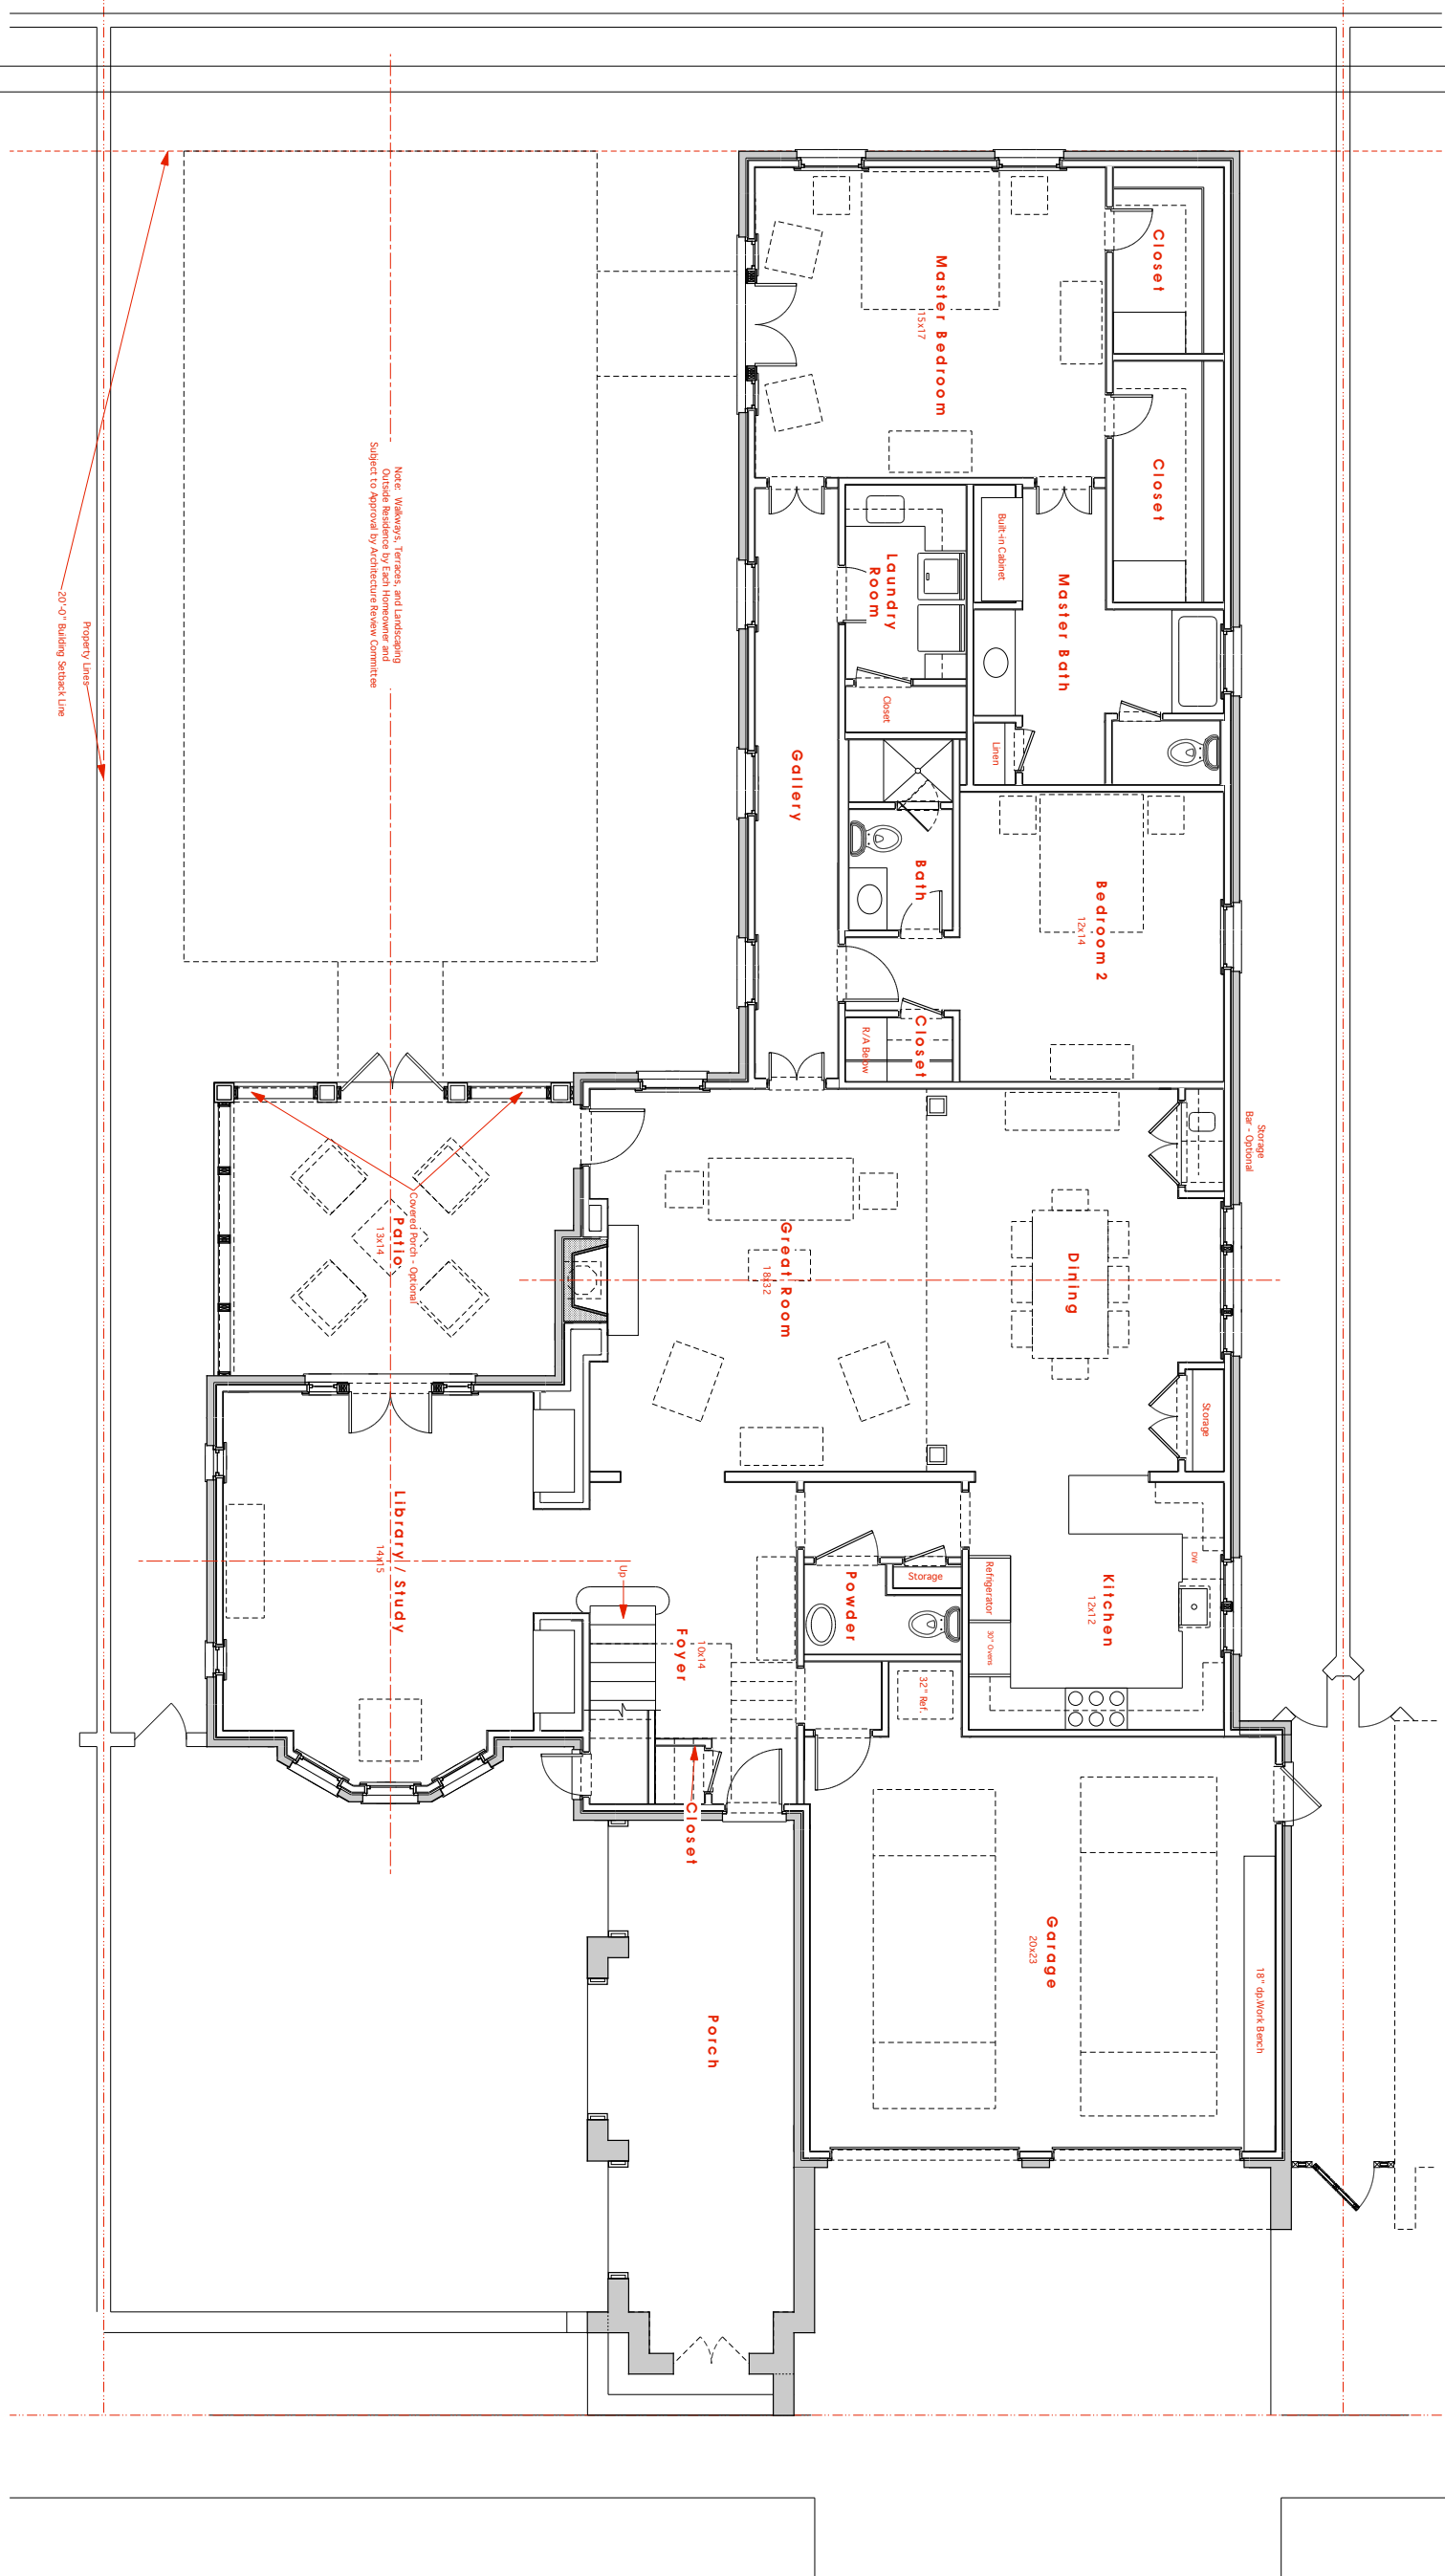 Closet
Master Bedroom
15x17
Closet
Note:  Walkways, Terraces, and Landscaping
Outside Residence by Each Homeowner and
Subject to Approval by Architecture Review Committee
20'-0" Building Setback Line
Property Lines
Built-in Cabinet
Laundry
Room
Master Bath
Closet
Linen
Gallery
Bath
Bedroom 2
12x14
Closet
R/A Below
Storage
Bar - Optional
Covered Porch - Optional
Patio
13x14
Great Room
18x32
Dining
Storage
Library / Study
14x15
Up
Foyer
10x14
Powder
Storage
Refrigerator
30" Ovens
DW
Kitchen
12x12
32" Ref.
Closet
Garage
20x23
18" dp.Work Bench
Porch